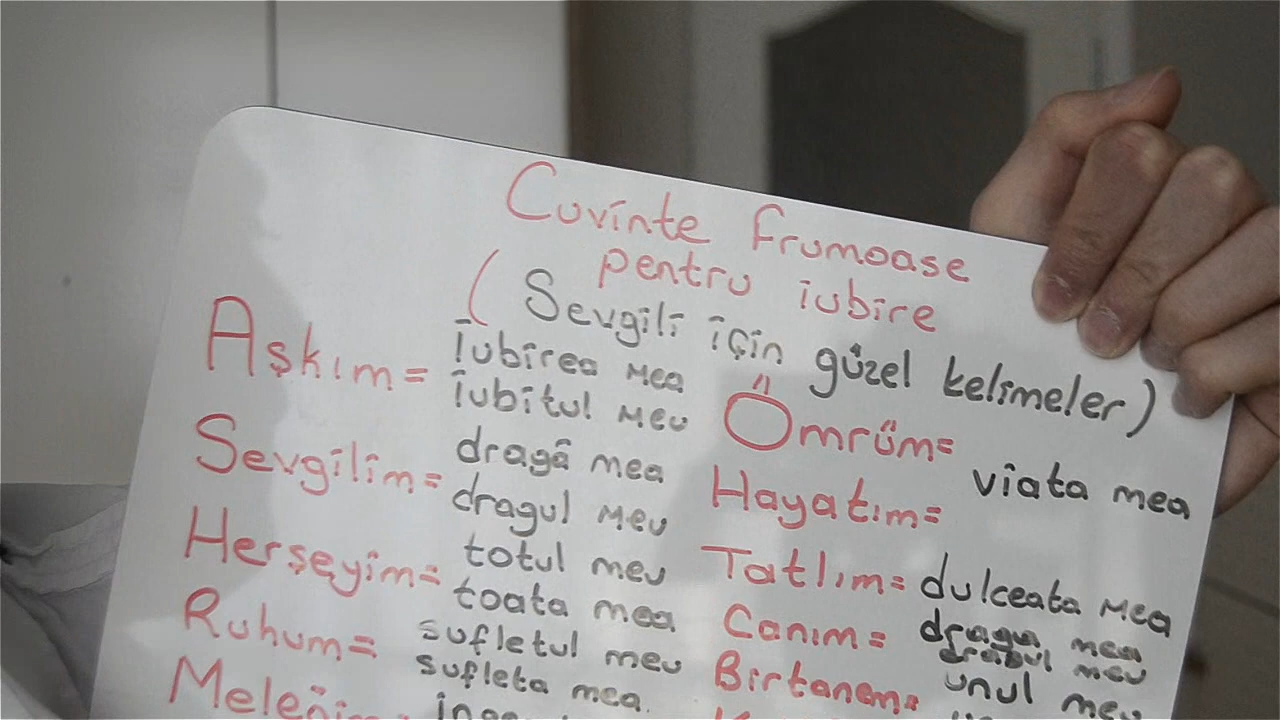 Cuvinte frumoase
pentru iubire
(Sevgili için güzel kelimeler)
Aşkım = iubirea mea
iubitul meu
Sevgilim = dragă mea
dragul meu
Herşeyim = totul meu
toata mea
Ruhum = sufletul meu
sufleta mea.
Meleğim
Ömrüm =
Hayatım = viata mea
Tatlım = dulceata mea
Canım = draga mea
dragul meu
Birtanem = unul meu